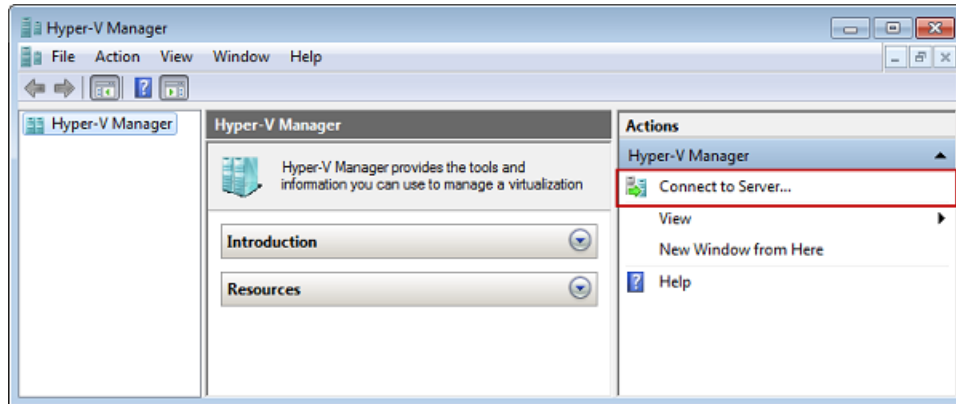 Hyper-V Manager
File Action View Window Help
Hyper-V Manager
Hyper-V Manager
Hyper-V Manager provides the tools and
information you can use to manage a virtualization
Introduction
Resources
Actions
Hyper-V Manager
Connect to Server...
View
New Window from Here
Help